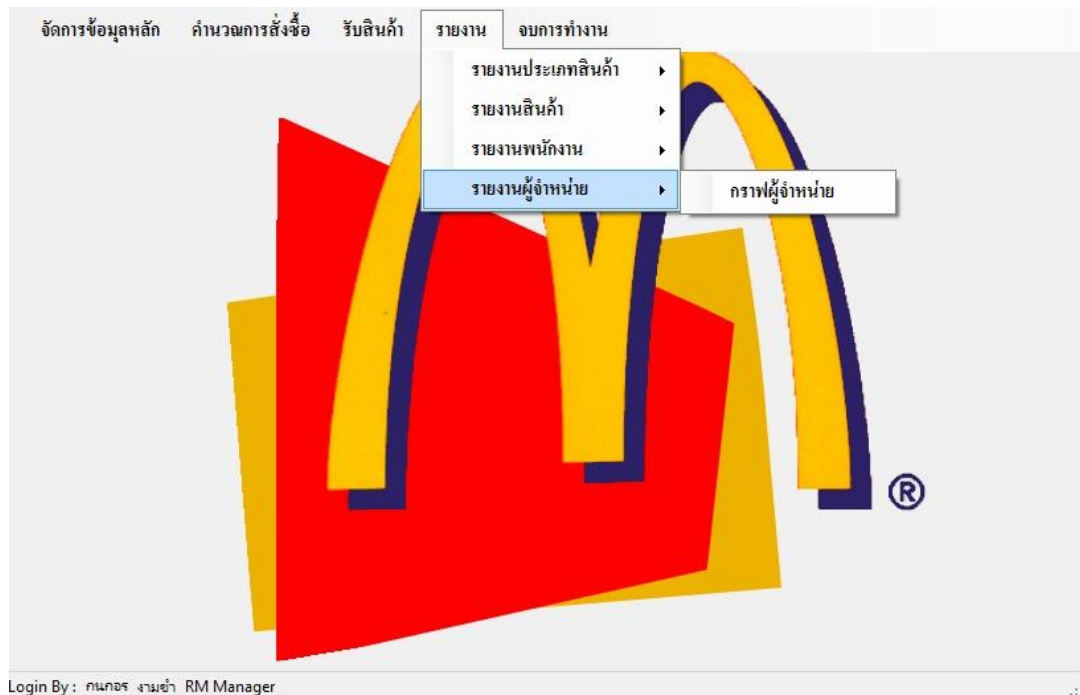 จัดการข้อมูลหลัก คำนวณการสั่งซื้อ รับสินค้า รายงาน จบการทำงาน
รายงานประเภทสินค้า
รายงานสินค้า
รายงานพนักงาน
รายงานผู้จำหน่าย กราฟผู้จำหน่าย
®
Login By : กนกอร งามขำ RM Manager